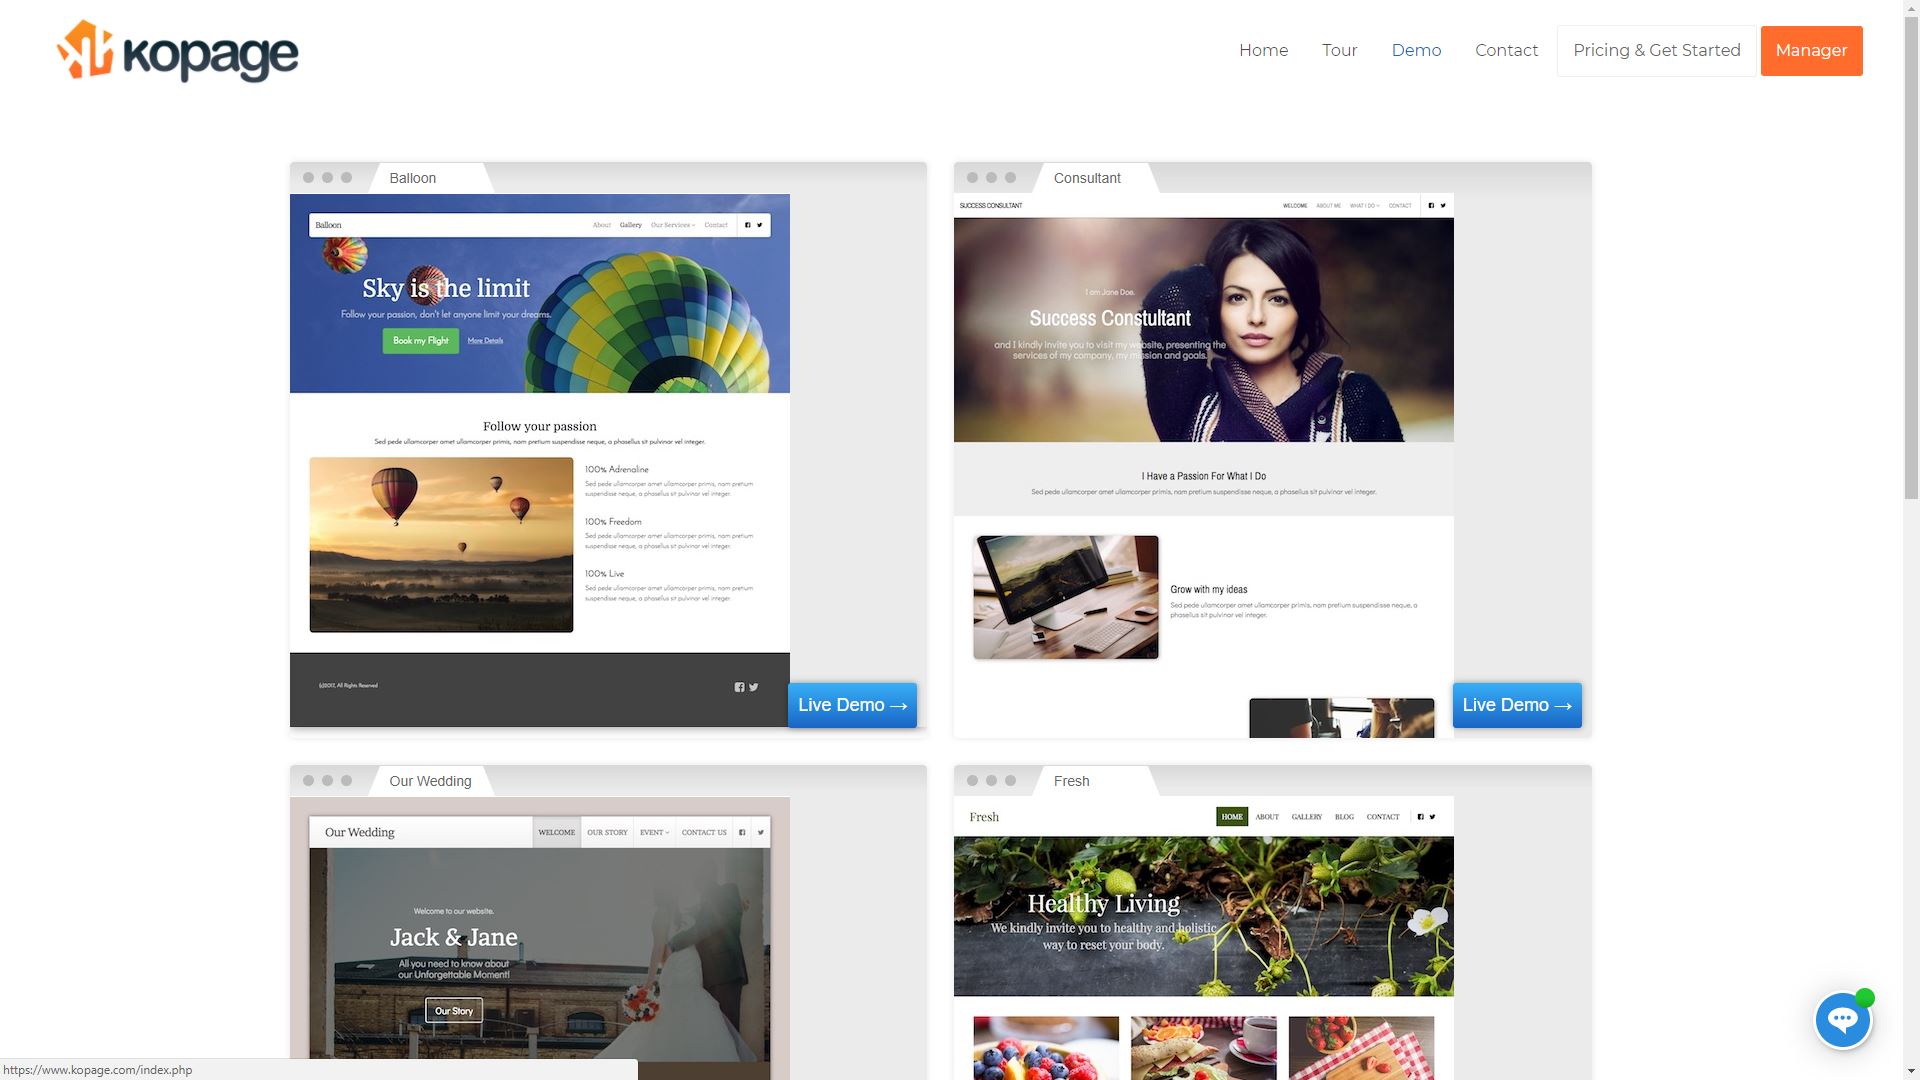 KOPAGE
Home
Tour
Demo
Contact
Pricing & Get Started
Manager
Balloon
Balloon
About
Gallery
Our Services
Contact
Sky is the limit
Follow your passion, don't let anyone limit your dreams.
Book my Flight
More Details
Follow your passion
Sed pede ullamcorper amet ullamcorper primis, nam pretium suspendisse neque, a phasellus sit pulvinar vel integer.
100% Adrenaline
Sed pede ullamcorper amet ullamcorper primis, nam pretium
suspendisse neque, a phasellus sit pulvinar vel integer.
100% Freedom
Sed pede ullamcorper amet ullamcorper primis, nam pretium
suspendisse neque, a phasellus sit pulvinar vel integer.
100% Live
Sed pede ullamcorper amet ullamcorper primis, nam pretium
suspendisse neque, a phasellus sit pulvinar vel integer.
(c)2017, All Rights Reserved
Live Demo →
Consultant
SUCCESS CONSULTANT
WELCOME
ABOUT ME
WHAT I DO
CONTACT
I am Jane Doe.
Success Constultant
and I kindly invite you to visit my website, presenting the
services of my company, my mission and goals.
I Have a Passion For What I Do
Sed pede ullamcorper amet ullamcorper primis, nam pretium suspendisse neque, a phasellus sit pulvinar vel integer.
Grow with my ideas
Sed pede ullamcorper amet ullamcorper primis, nam pretium suspendisse neque, a
phasellus sit pulvinar vel integer.
Live Demo →
Our Wedding
Our Wedding
WELCOME
OUR STORY
EVENT
CONTACT US
Welcome to our website.
Jack & Jane
All you need to know about
our Unforgettable Moment!
Our Story
Fresh
Fresh
HOME
ABOUT
GALLERY
BLOG
CONTACT
Healthy Living
We kindly invite you to healthy and holistic
way to reset your body.
https://www.kopage.com/index.php